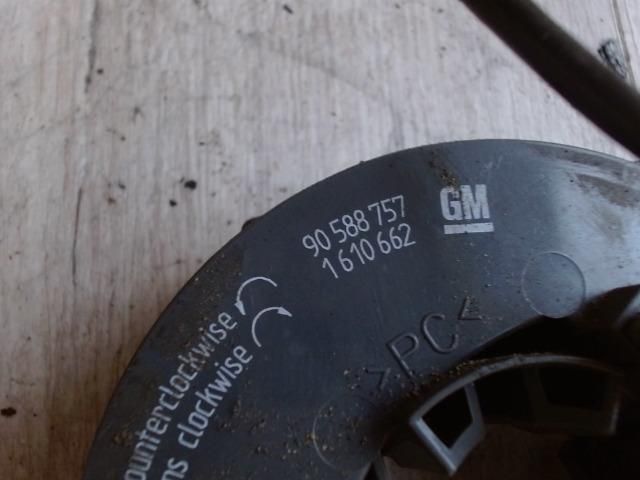 90 588 757
1 610 662
GM
>PC<
ounterclockwise
ns clockwise